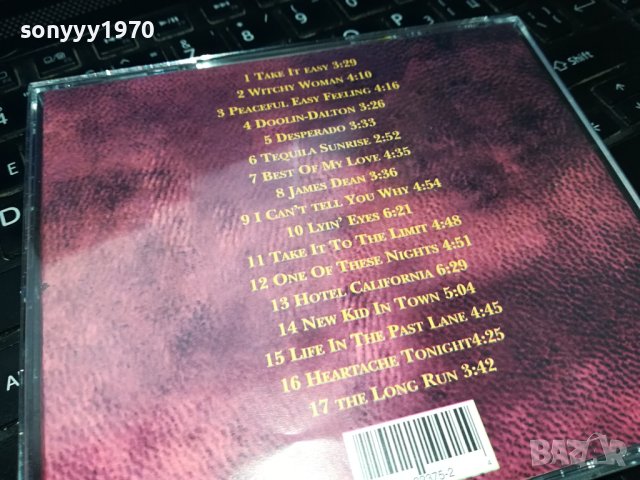 sonyyy1970
1 TAKE IT EASY 3:29
2 WITCHY WOMAN 4:10
3 PEACEFUL EASY FEELING 4:16
4 DOOLIN-DALTON 3:26
5 DESPERADO 3:33
6 TEQUILA SUNRISE 2:52
7 BEST OF MY LOVE 4:35
8 JAMES DEAN 3:36
9 I CAN'T TELL YOU WHY 4:54
10 LYIN' EYES 6:21
11 TAKE IT TO THE LIMIT 4:48
12 ONE OF THESE NIGHTS 4:51
13 HOTEL CALIFORNIA 6:29
14 NEW KID IN TOWN 5:04
15 LIFE IN THE PAST LANE 4:45
16 HEARTACHE TONIGHT4:25
17 THE LONG RUN 3:42
Shift
BAZAR